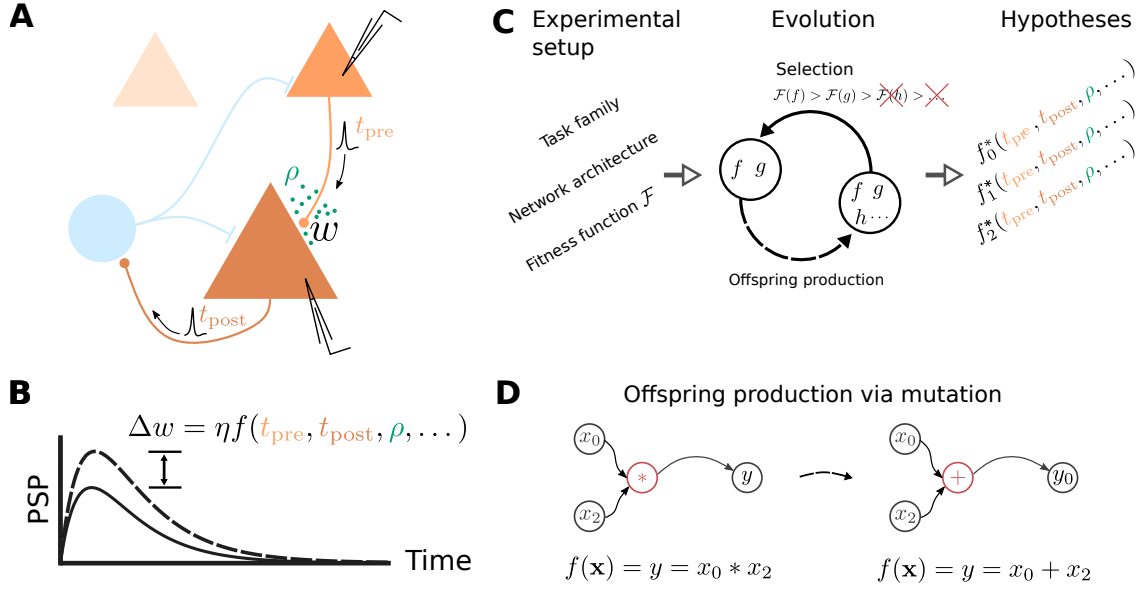 A
t_pre
ρ
w
t_post
B
Δw = ηf(t_pre, t_post, ρ, ...)
PSP
Time
C
Experimental
setup
Evolution
Hypotheses
Task family
Network architecture
Fitness function ℱ
Selection
ℱ(f) > ℱ(g) > ℱ(h) > ...
f g
f g
h ...
Offspring production
f*_0(t_pre, t_post, ρ, ...)
f*_1(t_pre, t_post, ρ, ...)
f*_2(t_pre, t_post, ρ, ...)
D
Offspring production via mutation
x_0
*
y
x_2
f(𝐱) = y = x_0 * x_2
x_0
+
y_0
x_2
f(𝐱) = y = x_0 + x_2